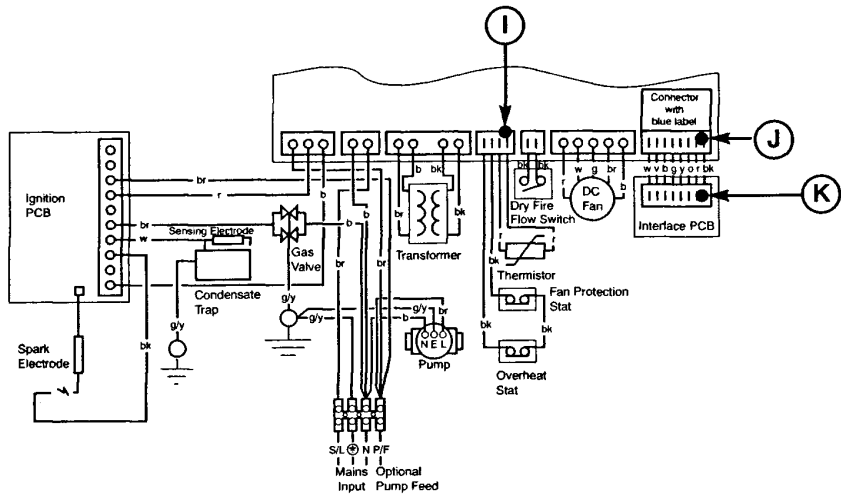 I
Connector
with
blue label
J
bk bk
w g br
w v b g y o r bk
br
b bk
r b
r
b
DC
Fan
K
Ignition
PCB
br
Dry Fire
Flow Switch
Interface PCB
br bk
br
w
Sensing Electrode
b b
Gas
Valve
Transformer
bk
Thermistor
br br
Condensate
Trap
Fan Protection
Stat
g/y
g/y
g/y br
g/y b
bk bk
g/y
bk
N E L
Spark
Electrode
Pump
Overheat
Stat
S/L N P/F
Mains
Input
Optional
Pump Feed